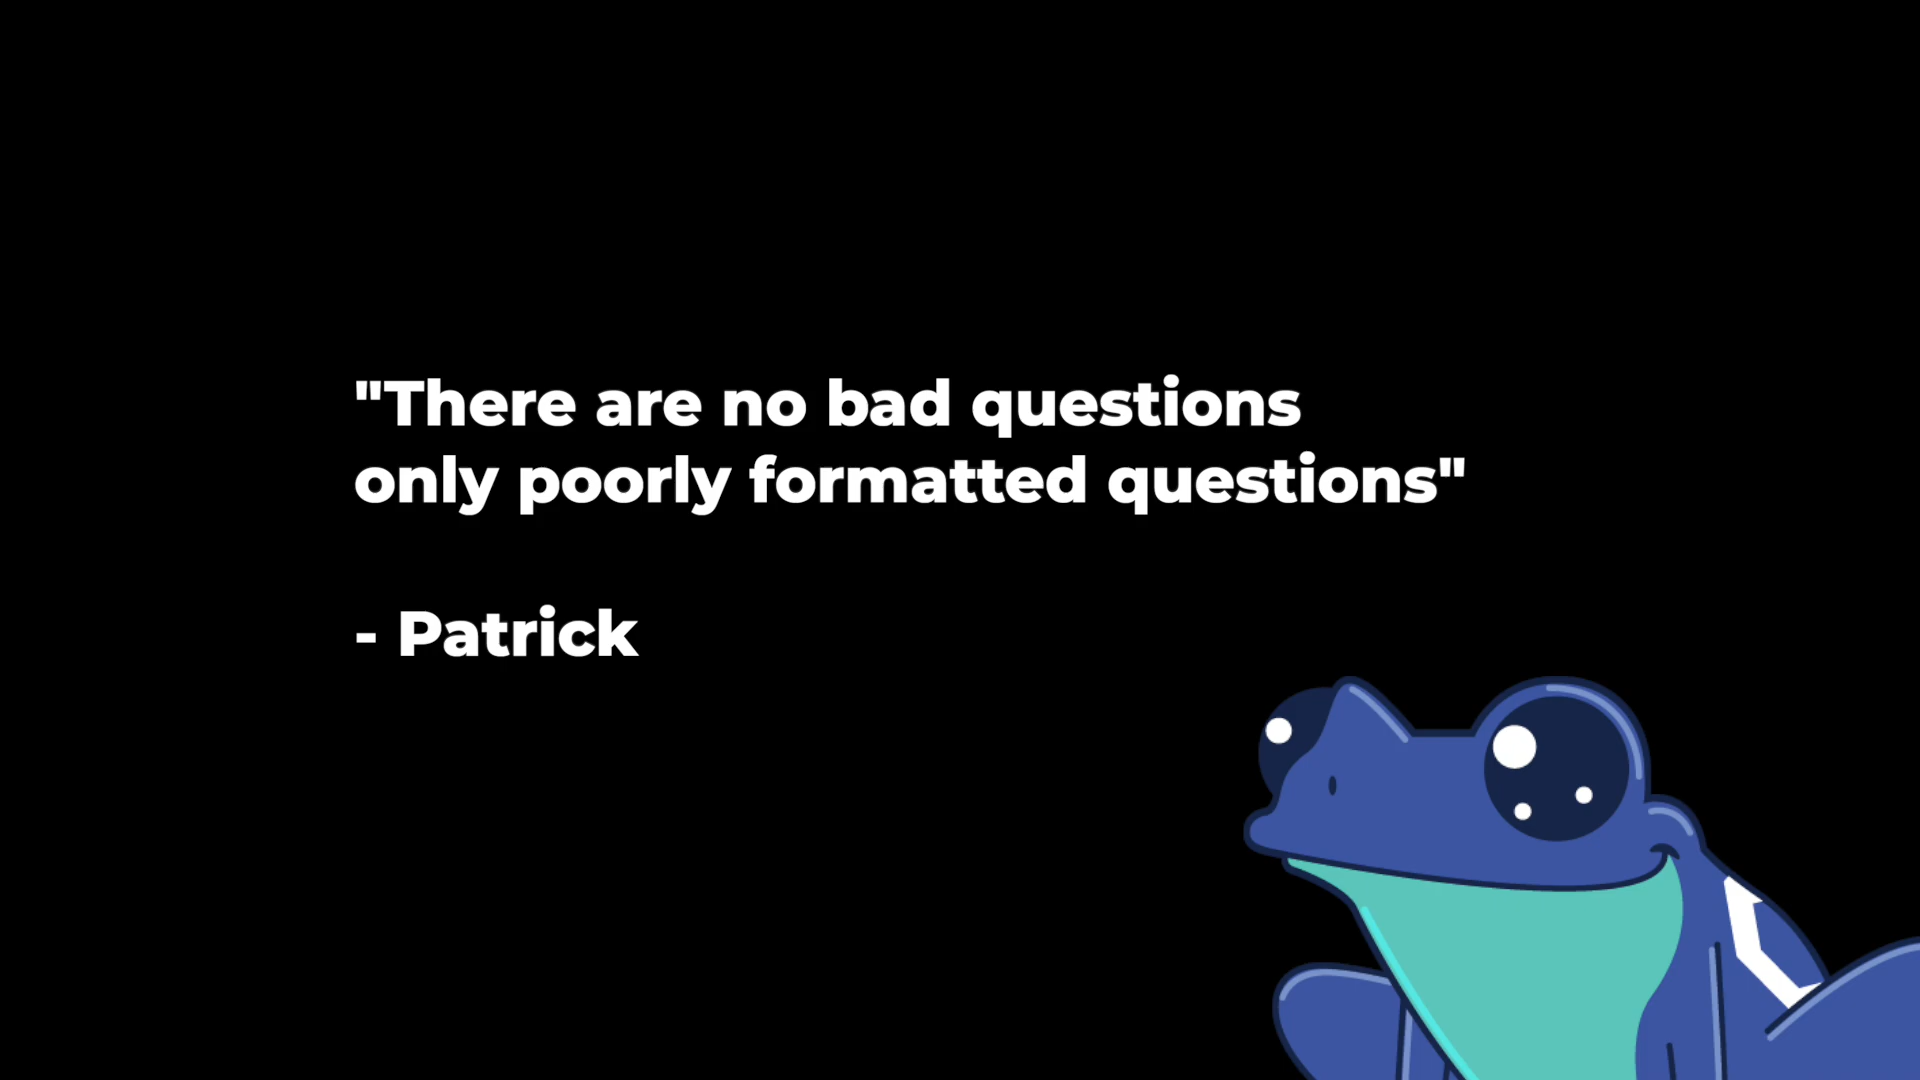 "There are no bad questions
only poorly formatted questions"
- Patrick